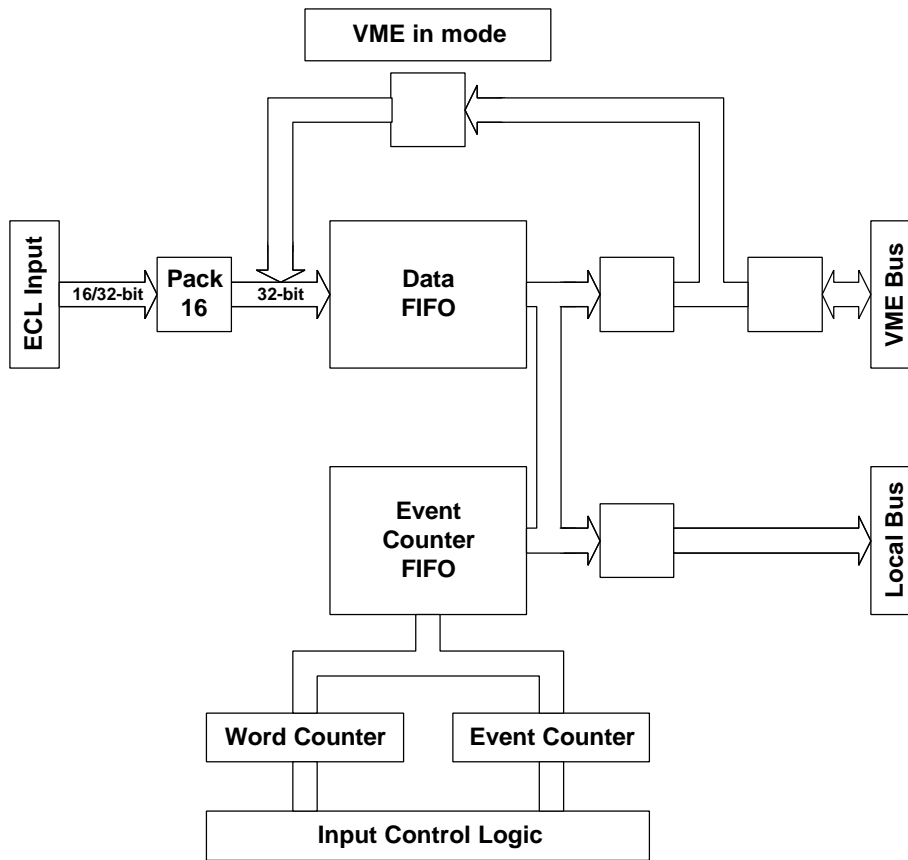 VME in mode
ECL Input
16/32-bit
Pack
16
32-bit
Data
FIFO
VME Bus
Event
Counter
FIFO
Local Bus
Word Counter
Event Counter
Input Control Logic